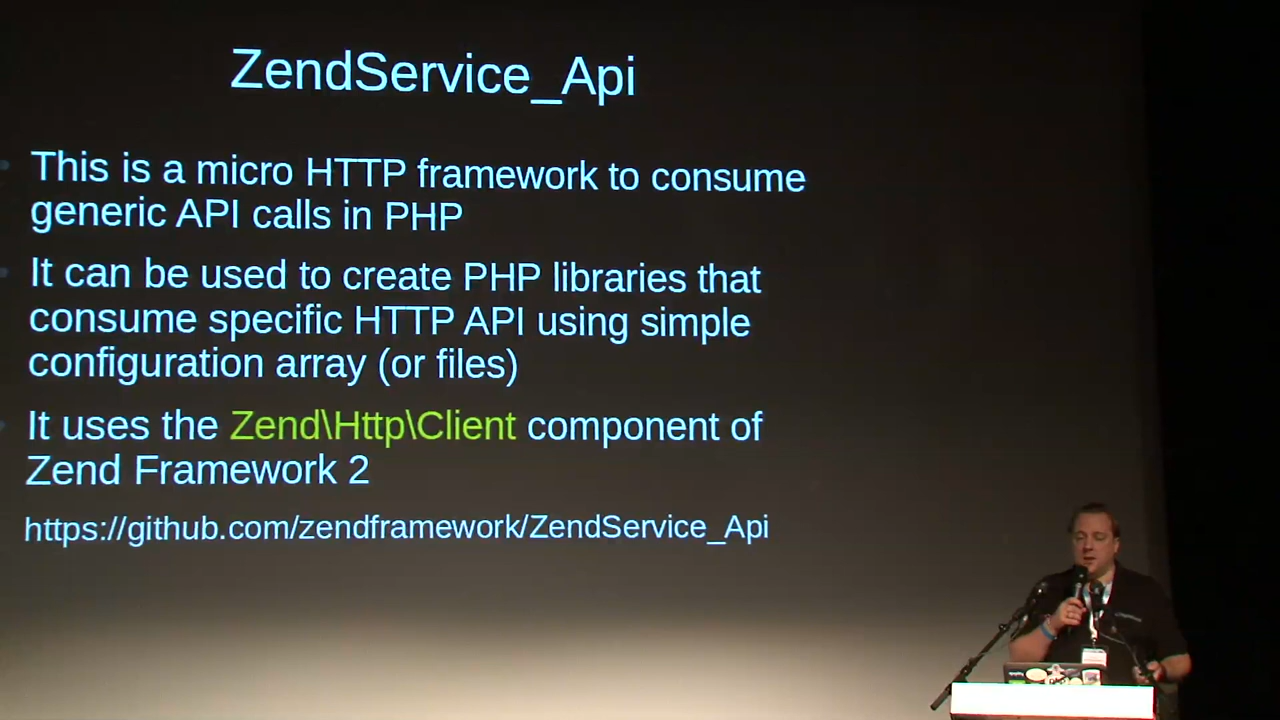 ZendService_Api
This is a micro HTTP framework to consume
generic API calls in PHP
It can be used to create PHP libraries that
consume specific HTTP API using simple
configuration array (or files)
It uses the Zend\Http\Client component of
Zend Framework 2
https://github.com/zendframework/ZendService_Api